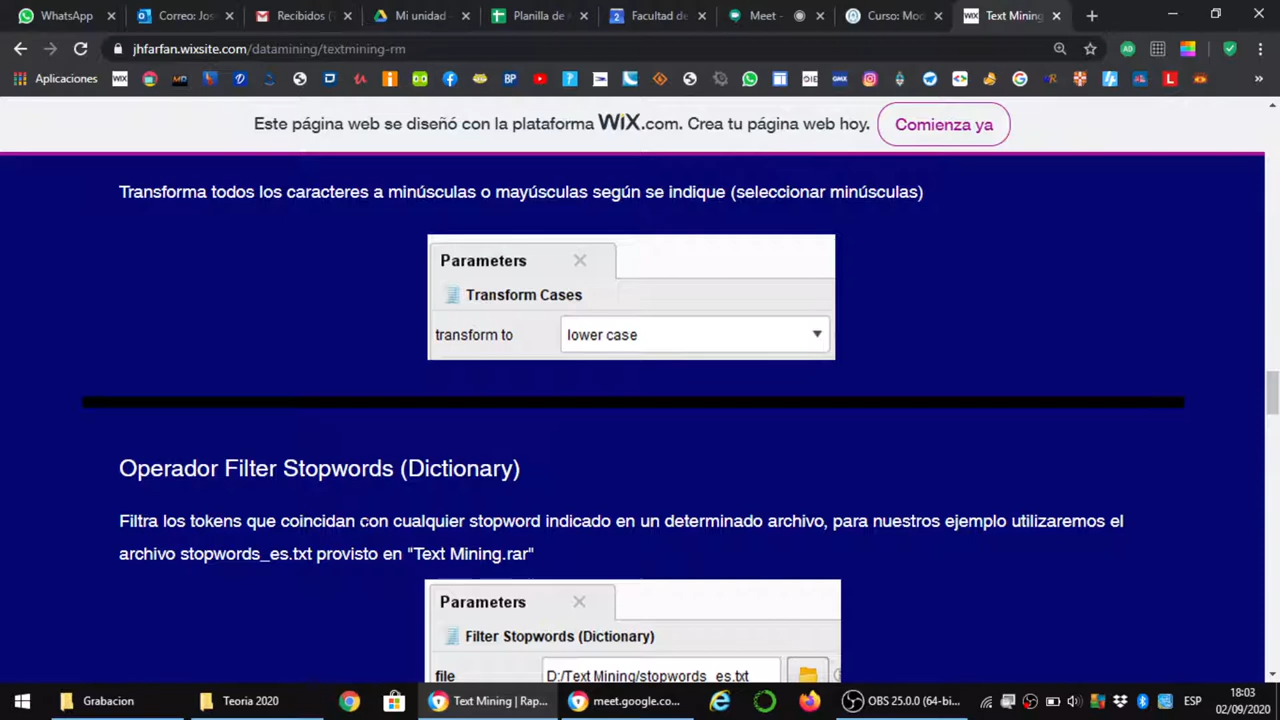 WhatsApp
Correo: Jos
Recibidos (
Mi unidad -
Planilla de
Facultad de
Meet -
Curso: Mod
Text Mining
jhfarfan.wixsite.com/datamining/textmining-rm
Aplicaciones
Este página web se diseñó con la plataforma WiX.com. Crea tu página web hoy.
Comienza ya
Transforma todos los caracteres a minúsculas o mayúsculas según se indique (seleccionar minúsculas)
Parameters
Transform Cases
transform to
lower case
Operador Filter Stopwords (Dictionary)
Filtra los tokens que coincidan con cualquier stopword indicado en un determinado archivo, para nuestros ejemplo utilizaremos el
archivo stopwords_es.txt provisto en "Text Mining.rar"
Parameters
Filter Stopwords (Dictionary)
file
D:/Text Mining/stopwords_es.txt
Grabacion
Teoria 2020
Text Mining | Rap...
meet.google.co...
OBS 25.0.0 (64-bi...
ESP
18:03
02/09/2020